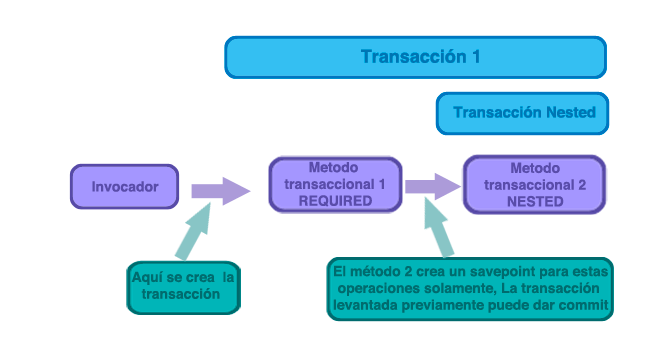 Transacción 1
Transacción Nested
Invocador
Metodo
transaccional 1
REQUIRED
Metodo
transaccional 2
NESTED
Aquí se crea la
transacción
El método 2 crea un savepoint para estas
operaciones solamente, La transacción
levantada previamente puede dar commit